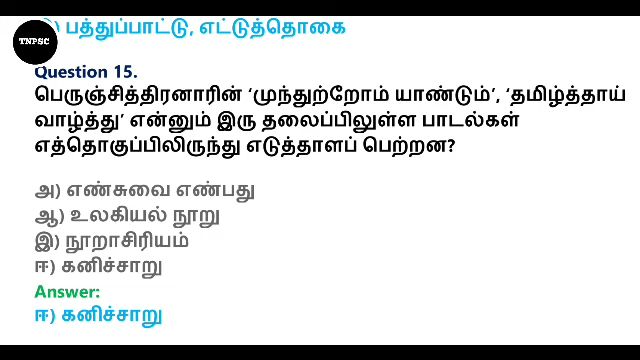 இ) பத்துப்பாட்டு, எட்டுத்தொகை
TNPSC
Question 15.
பெருஞ்சித்திரனாரின் ‘முந்துற்றோம் யாண்டும்’, ‘தமிழ்த்தாய்
வாழ்த்து’ என்னும் இரு தலைப்பிலுள்ள பாடல்கள்
எத்தொகுப்பிலிருந்து எடுத்தாளப் பெற்றன?
அ) எண்சுவை எண்பது
ஆ) உலகியல் நூறு
இ) நூறாசிரியம்
ஈ) கனிச்சாறு
Answer:
ஈ) கனிச்சாறு